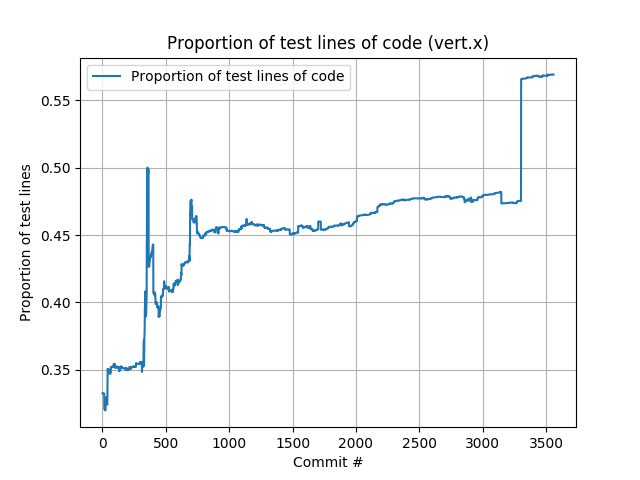 Proportion of test lines of code (vert.x)
Proportion of test lines of code
0.55
0.50
0.45
0.40
0.35
Proportion of test lines
0 500 1000 1500 2000 2500 3000 3500
Commit #